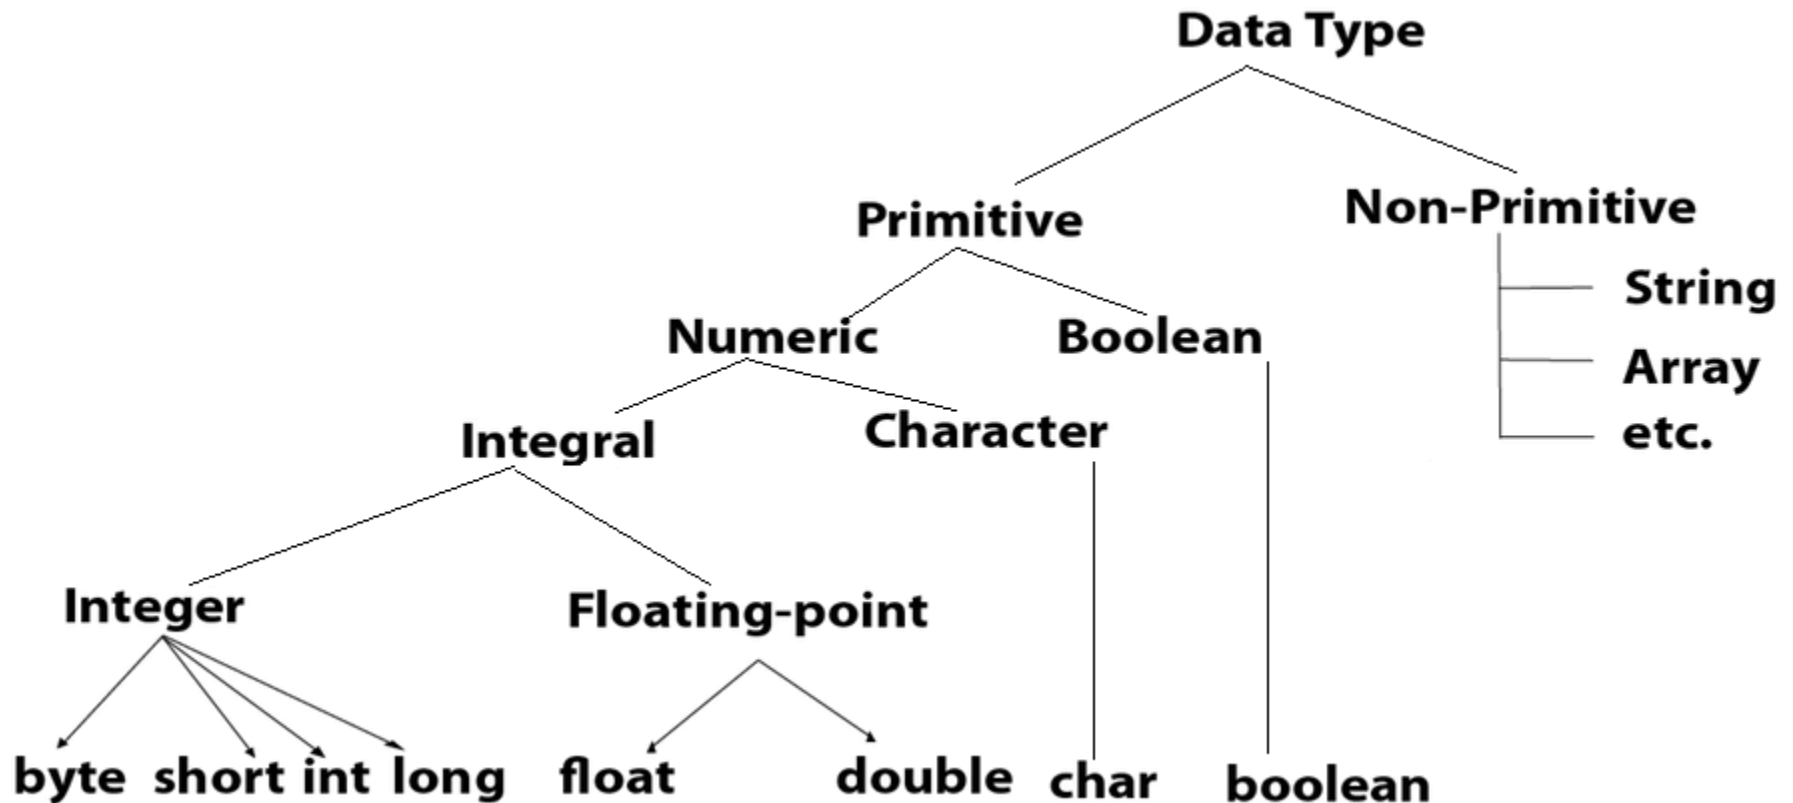 Data Type
Primitive
Non-Primitive
String
Array
etc.
Numeric
Boolean
Integral
Character
Integer
Floating-point
byte short int long float double char boolean